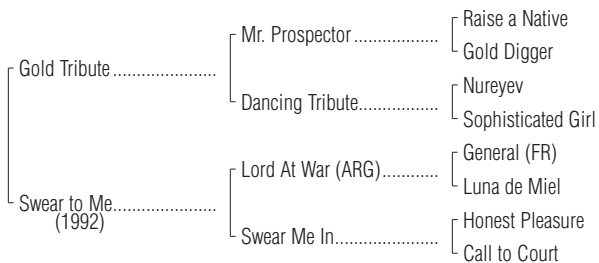 Raise a Native
Mr. Prospector ..................
Gold Digger
Gold Tribute ......................
Nureyev
Dancing Tribute.................
Sophisticated Girl
General (FR)
Lord At War (ARG)............
Luna de Miel
Swear to Me......................
(1992)
Honest Pleasure
Swear Me In......................
Call to Court